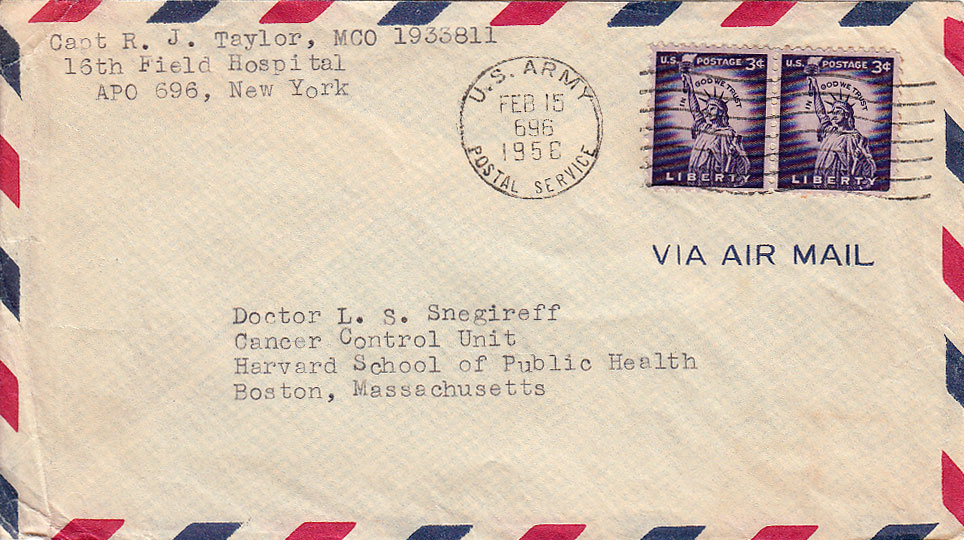 Capt R. J. Taylor, MCO 1933811
16th Field Hospital
APO 696, New York
U.S. ARMY
FEB 15
696
1956
POSTAL SERVICE
U.S. POSTAGE 3¢
IN GOD WE TRUST
LIBERTY
U.S. POSTAGE 3¢
IN GOD WE TRUST
LIBERTY
VIA AIR MAIL
Doctor L. S. Snegireff
Cancer Control Unit
Harvard School of Public Health
Boston, Massachusetts